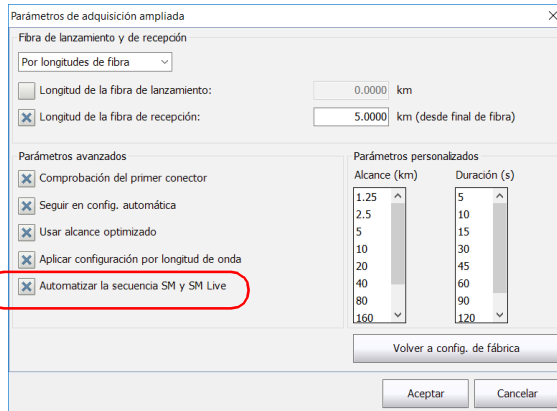 Parámetros de adquisición ampliada
Fibra de lanzamiento y de recepción
Por longitudes de fibra
Longitud de la fibra de lanzamiento: 0.0000 km
Longitud de la fibra de recepción: 5.0000 km (desde final de fibra)
Parámetros avanzados
Comprobación del primer conector
Seguir en config. automática
Usar alcance optimizado
Aplicar configuración por longitud de onda
Automatizar la secuencia SM y SM Live
Parámetros personalizados
Alcance (km) Duración (s)
1.25 5
2.5 10
5 15
10 30
20 45
40 60
80 90
160 120
Volver a config. de fábrica
Aceptar Cancelar